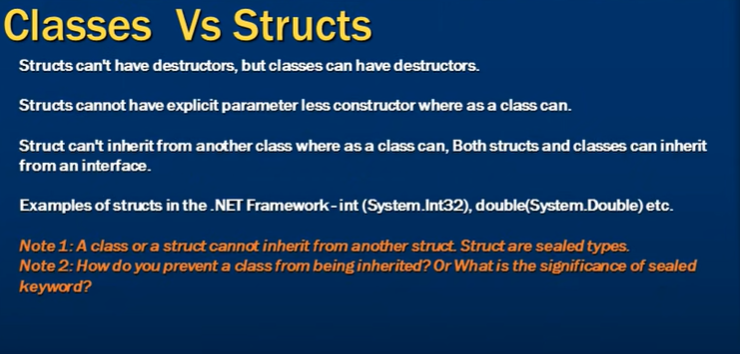 Classes Vs Structs
Structs can't have destructors, but classes can have destructors.
Structs cannot have explicit parameter less constructor where as a class can.
Struct can't inherit from another class where as a class can, Both structs and classes can inherit
from an interface.
Examples of structs in the .NET Framework - int (System.Int32), double(System.Double) etc.
Note 1: A class or a struct cannot inherit from another struct. Struct are sealed types.
Note 2: How do you prevent a class from being inherited? Or What is the significance of sealed
keyword?